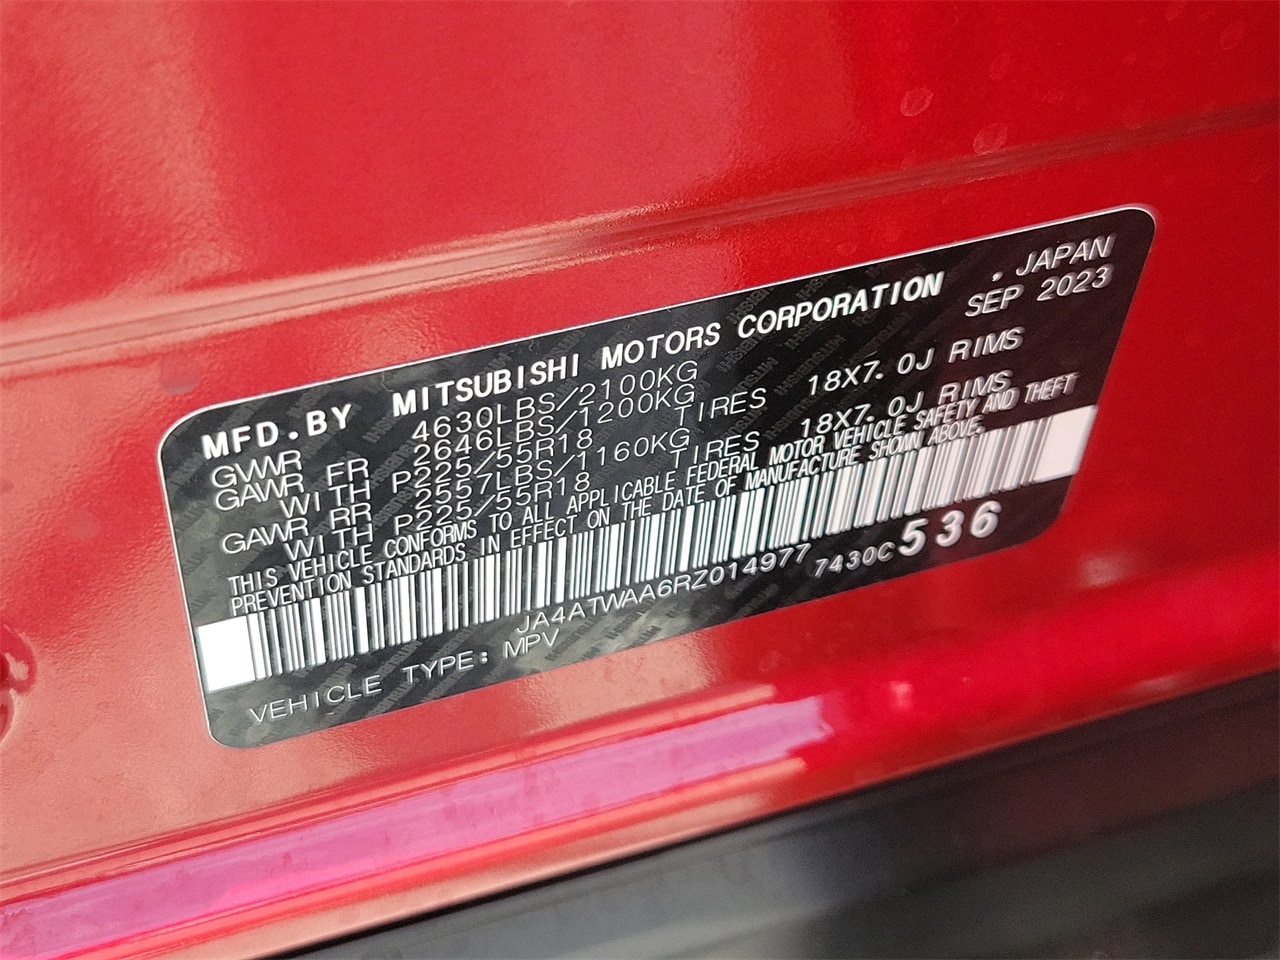 MFD.BY MITSUBISHI MOTORS CORPORATION . JAPAN
SEP 2023
GVWR 4630LBS/2100KG
GAWR FR 2646LBS/1200KG
WITH P225/55R18 TIRES 18X7.0J RIMS
GAWR RR 2557LBS/1160KG
WITH P225/55R18 TIRES 18X7.0J RIMS
THIS VEHICLE CONFORMS TO ALL APPLICABLE FEDERAL MOTOR VEHICLE SAFETY AND THEFT
PREVENTION STANDARDS IN EFFECT ON THE DATE OF MANUFACTURE SHOWN ABOVE.
JA4ATWAA6RZ014977 7430C 536
VEHICLE TYPE: MPV